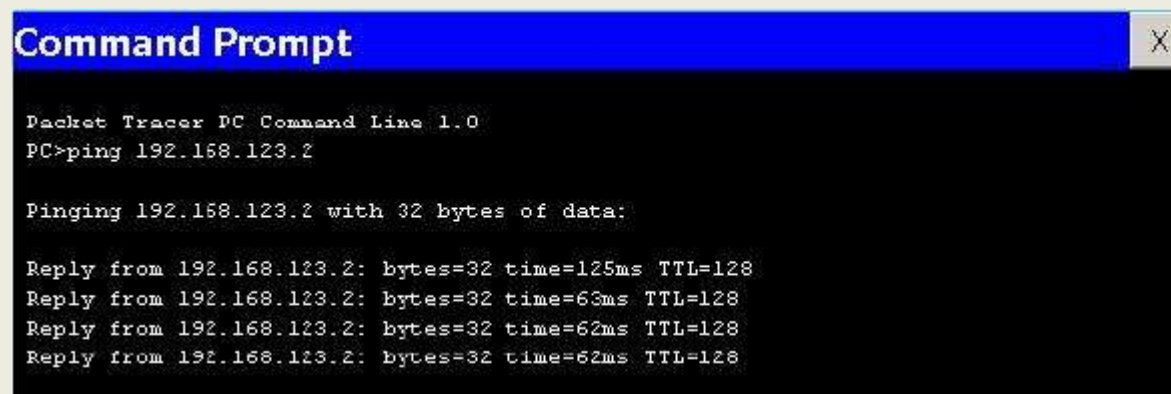 Command Prompt X
Packet Tracer PC Command Line 1.0
PC>ping 192.168.123.2
Pinging 192.168.123.2 with 32 bytes of data:
Reply from 192.168.123.2: bytes=32 time=125ms TTL=128
Reply from 192.168.123.2: bytes=32 time=63ms TTL=128
Reply from 192.168.123.2: bytes=32 time=62ms TTL=128
Reply from 192.168.123.2: bytes=32 time=62ms TTL=128